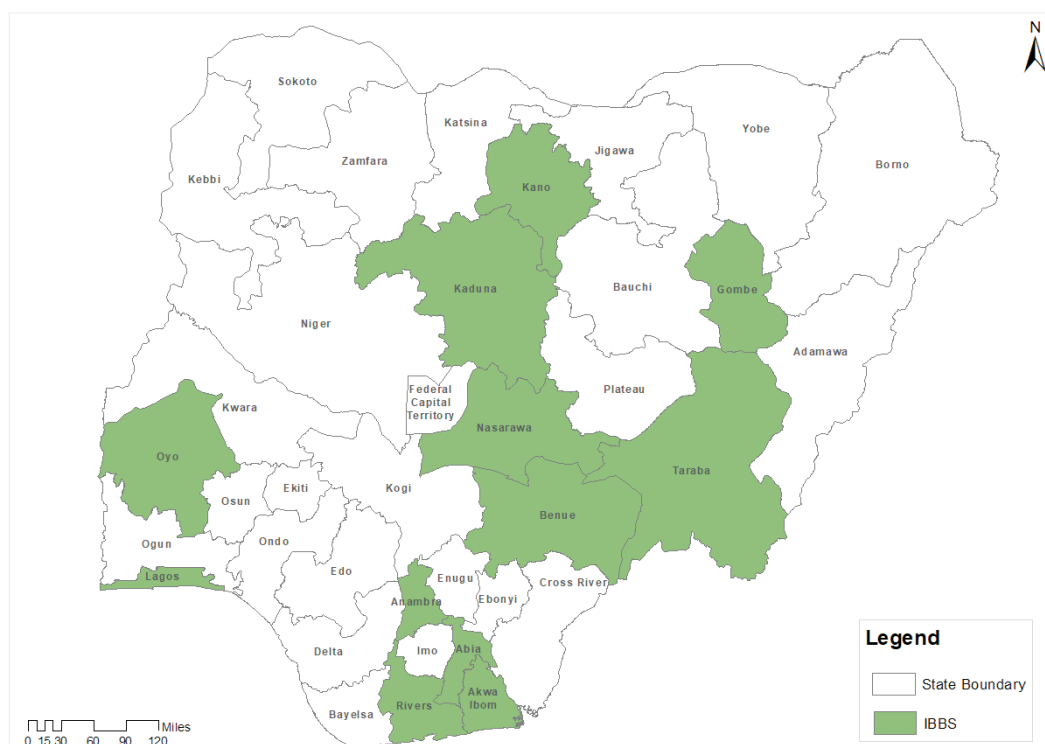 N
Sokoto
Katsina
Yobe
Jigawa
Zamfara
Borno
Kebbi
Kano
Kaduna
Bauchi
Gombe
Niger
Adamawa
Federal
Capital
Territory
Plateau
Kwara
Nasarawa
Oyo
Taraba
Ekiti
Kogi
Osun
Benue
Ogun
Ondo
Edo
Lagos
Enugu
Cross River
Anambra
Ebonyi
Delta
Imo
Abia
Akwa
Ibom
Rivers
Bayelsa
Legend
State Boundary
IBBS
Miles
0 15 30 60 90 120